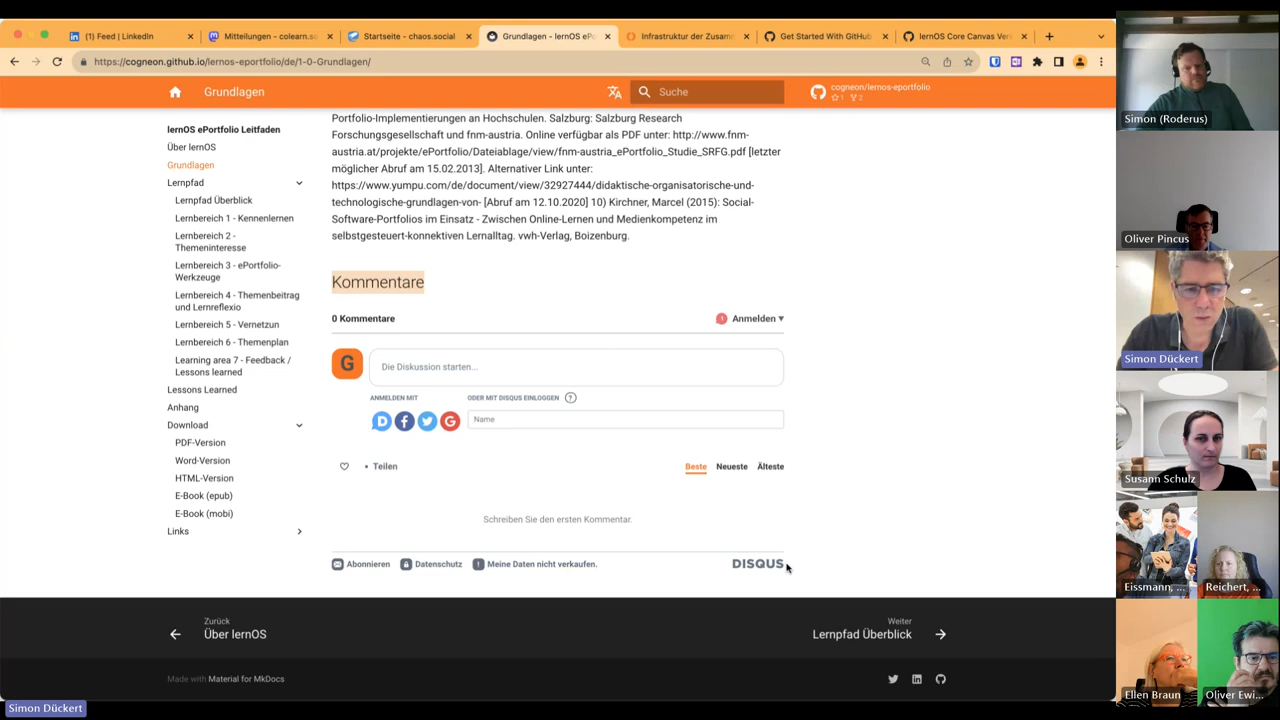 (1) Feed | LinkedIn
Mitteilungen - colearn.so
Startseite - chaos.social
Grundlagen - lernOS ePo
Infrastruktur der Zusamm
Get Started With GitHub
lernOS Core Canvas Ver
https://cogneon.github.io/lernos-eportfolio/de/1-0-Grundlagen/
Grundlagen
Suche
cogneon/lernos-eportfolio
1 2
lernOS ePortfolio Leitfaden
Über lernOS
Grundlagen
Lernpfad
Lernpfad Überblick
Lernbereich 1 - Kennenlernen
Lernbereich 2 -
Themeninteresse
Lernbereich 3 - ePortfolio-
Werkzeuge
Lernbereich 4 - Themenbeitrag
und Lernreflexio
Lernbereich 5 - Vernetzun
Lernbereich 6 - Themenplan
Learning area 7 - Feedback /
Lessons learned
Lessons Learned
Anhang
Download
PDF-Version
Word-Version
HTML-Version
E-Book (epub)
E-Book (mobi)
Links
Portfolio-Implementierungen an Hochschulen. Salzburg: Salzburg Research
Forschungsgesellschaft und fnm-austria. Online verfügbar als PDF unter: http://www.fnm-
austria.at/projekte/ePortfolio/Dateiablage/view/fnm-austria_ePortfolio_Studie_SRFG.pdf [letzter
möglicher Abruf am 15.02.2013]. Alternativer Link unter:
https://www.yumpu.com/de/document/view/32927444/didaktische-organisatorische-und-
technologische-grundlagen-von- [Abruf am 12.10.2020] 10) Kirchner, Marcel (2015): Social-
Software-Portfolios im Einsatz - Zwischen Online-Lernen und Medienkompetenz im
selbstgesteuert-konnektiven Lernalltag. vwh-Verlag, Boizenburg.
Kommentare
0 Kommentare
Anmelden
G
Die Diskussion starten...
ANMELDEN MIT
ODER MIT DISQUS EINLOGGEN ?
D f G
Name
• Teilen
Beste Neueste Älteste
Schreiben Sie den ersten Kommentar.
Abonnieren
Datenschutz
Meine Daten nicht verkaufen.
DISQUS
Zurück
Über lernOS
Weiter
Lernpfad Überblick
Made with Material for MkDocs
Simon Dückert
Simon (Roderus)
Oliver Pincus
Simon Dückert
Susann Schulz
Eissmann, ...
Reichert, ...
Ellen Braun
Oliver Ewi...